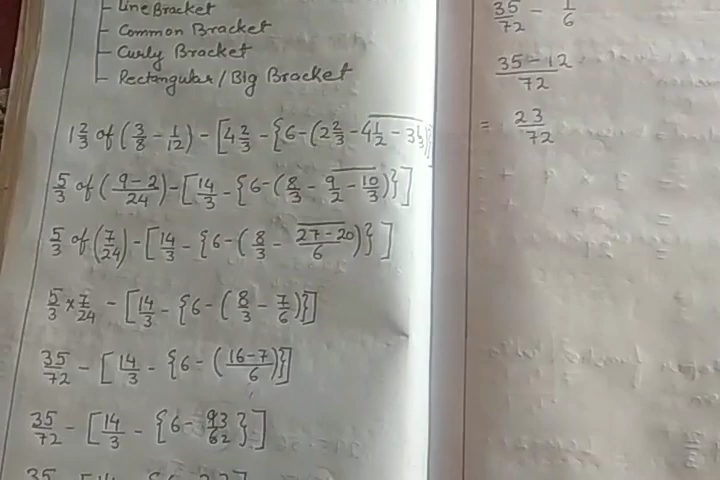 Line Bracket
Common Bracket
Curly Bracket
Rectangular / Big Bracket
1 2/3 of (3/8 - 1/12) - [4 2/3 - {6 - (2 2/3 - 4 1/2 - 3 1/3)}
5/3 of (9-2/24) - [14/3 - {6 - (8/3 - 9/2 - 10/3)}]
5/3 of (7/24) - [14/3 - {6 - (8/3 - 27-20/6)}]
5/3 × 7/24 - [14/3 - {6 - (8/3 - 7/6)}]
35/72 - [14/3 - {6 - (16-7/6)}]
35/72 - [14/3 - {6 - 93/62}]
35/72 - 1/6
35-12/72
= 23/72